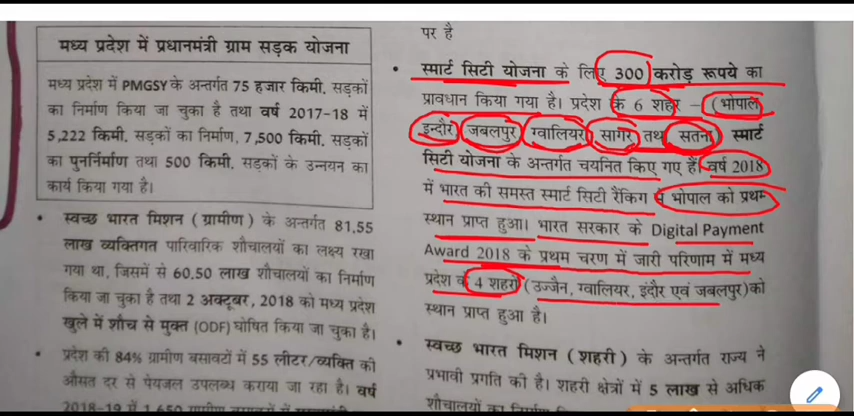 मध्य प्रदेश में प्रधानमंत्री ग्राम सड़क योजना
मध्य प्रदेश में PMGSY के अन्तर्गत 75 हजार किमी. सड़कों
का निर्माण किया जा चुका है तथा वर्ष 2017-18 में
5,222 किमी. सड़कों का निर्माण, 7,500 किमी. सड़कों
का पुनर्निर्माण तथा 500 किमी. सड़कों के उन्नयन का
कार्य किया गया है।
• स्वच्छ भारत मिशन (ग्रामीण) के अन्तर्गत 81.55
लाख व्यक्तिगत पारिवारिक शौचालयों का लक्ष्य रखा
गया था, जिसमें से 60.50 लाख शौचालयों का निर्माण
किया जा चुका है तथा 2 अक्टूबर, 2018 को मध्य प्रदेश
खुले में शौच से मुक्त (ODF) घोषित किया जा चुका है।
• प्रदेश की 84% ग्रामीण बसावटों में 55 लीटर/व्यक्ति की
औसत दर से पेयजल उपलब्ध कराया जा रहा है। वर्ष
2018-19 में 1,650 ग्रामीण बसावटों में
पर है
• स्मार्ट सिटी योजना के लिए 300 करोड़ रूपये का
प्रावधान किया गया है। प्रदेश के 6 शहर – (भोपाल,
इन्दौर, जबलपुर, ग्वालियर, सागर तथा सतना) स्मार्ट
सिटी योजना के अन्तर्गत चयनित किए गए हैं। वर्ष 2018
में भारत की समस्त स्मार्ट सिटी रैंकिंग में भोपाल को प्रथम
स्थान प्राप्त हुआ। भारत सरकार के Digital Payment
Award 2018 के प्रथम चरण में जारी परिणाम में मध्य
प्रदेश के 4 शहरों (उज्जैन, ग्वालियर, इंदौर एवं जबलपुर) को
स्थान प्राप्त हुआ है।
• स्वच्छ भारत मिशन (शहरी) के अन्तर्गत राज्य ने
प्रभावी प्रगति की है। शहरी क्षेत्रों में 5 लाख से अधिक
शौचालयों का निर्माण